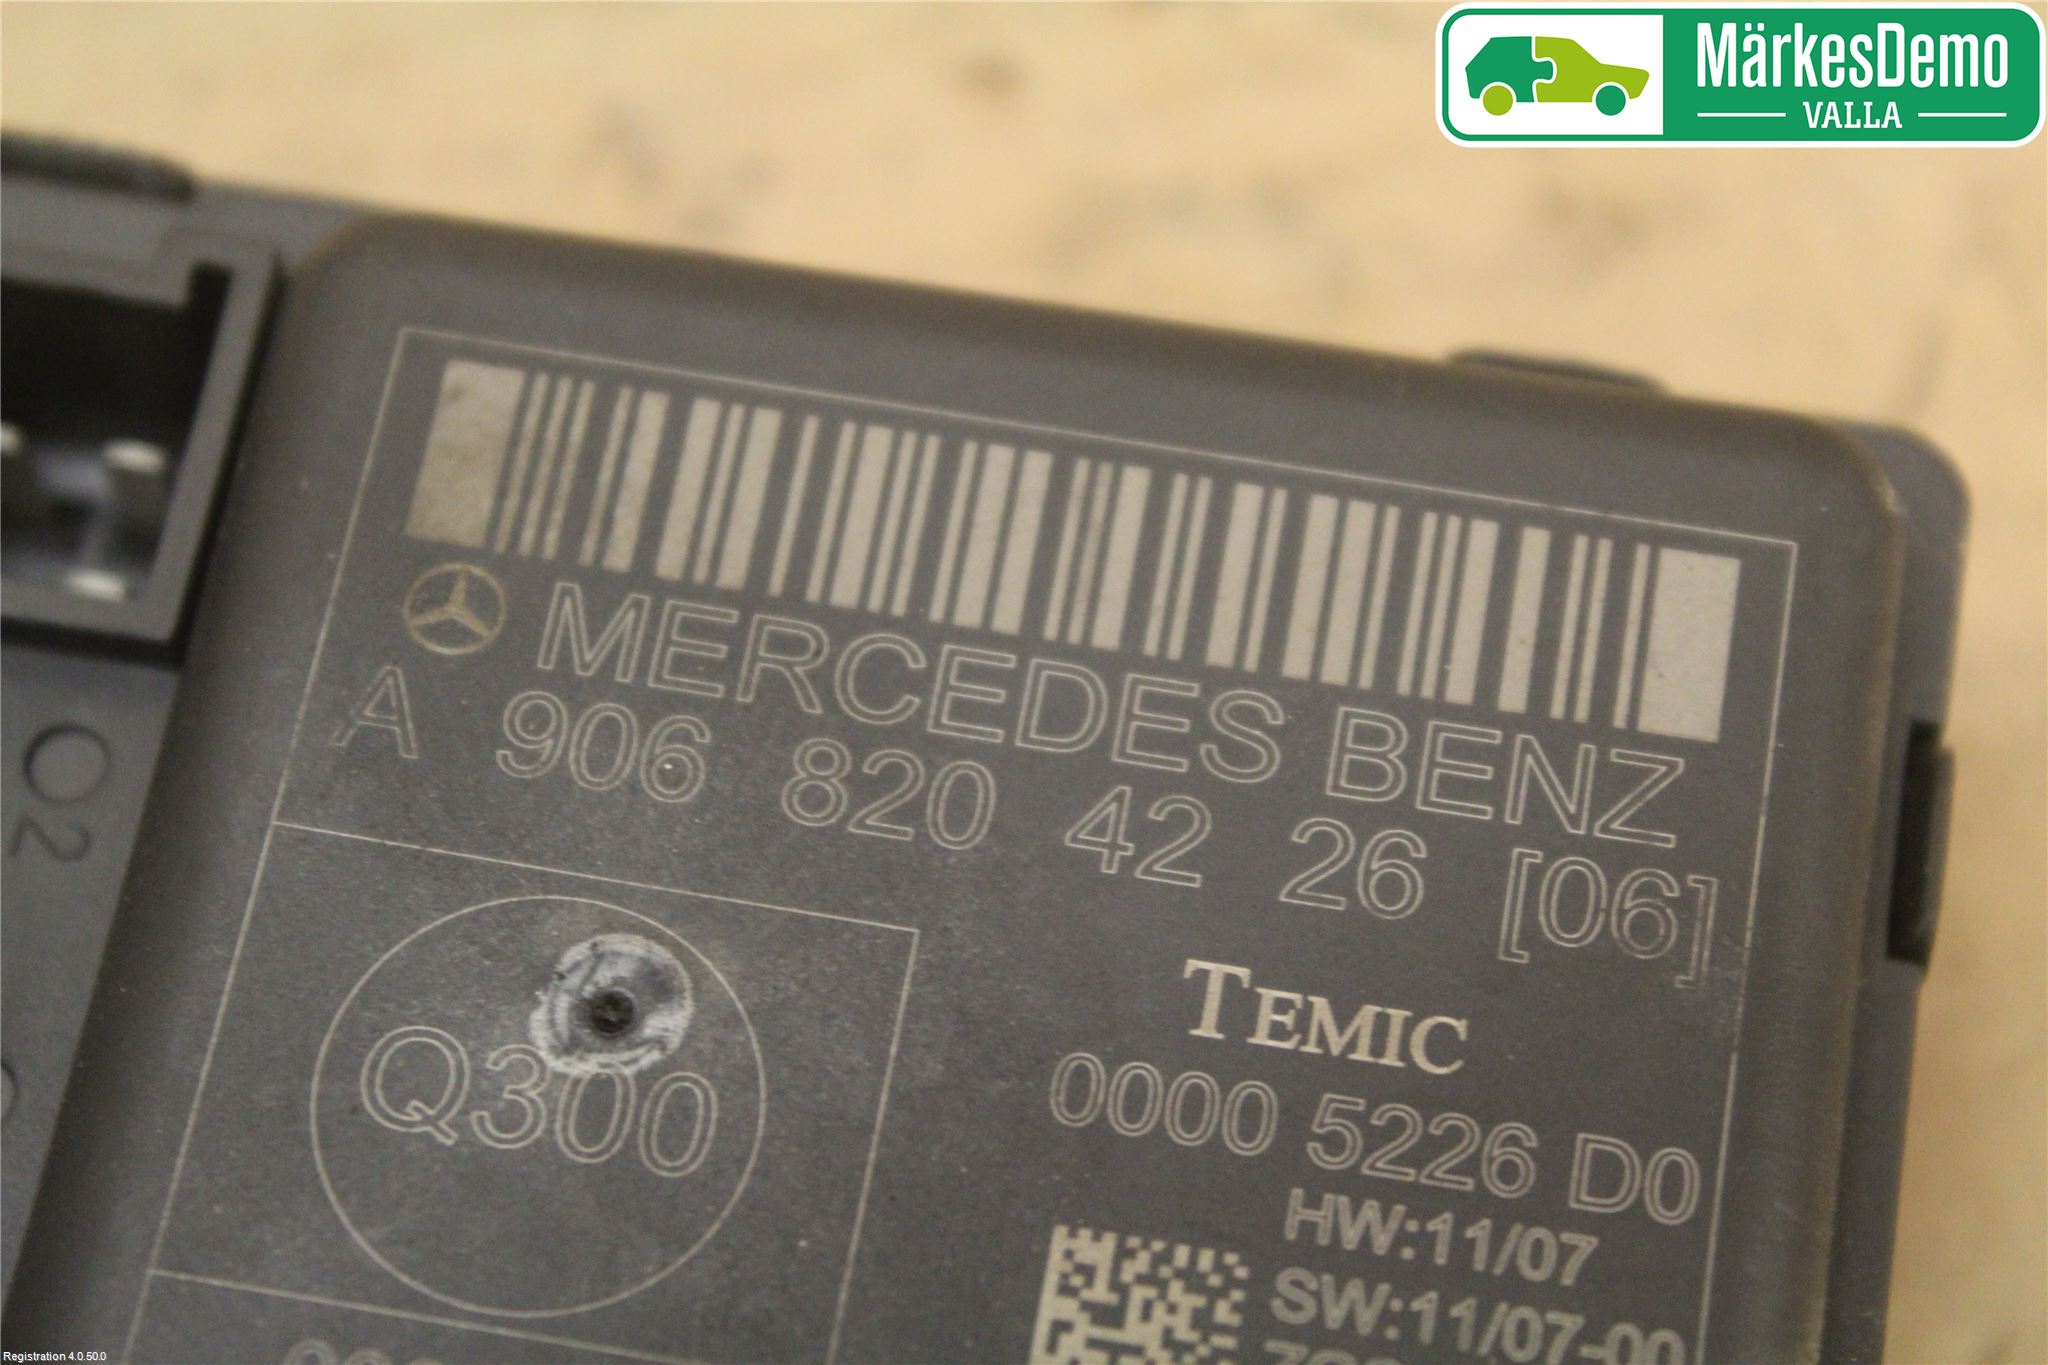 MärkesDemo
VALLA
MERCEDES BENZ
A 906 820 42 26 [06]
TEMIC
Q300
0000 5226 D0
HW:11/07
SW:11/07-00
O2
Registration 4.0.50.0